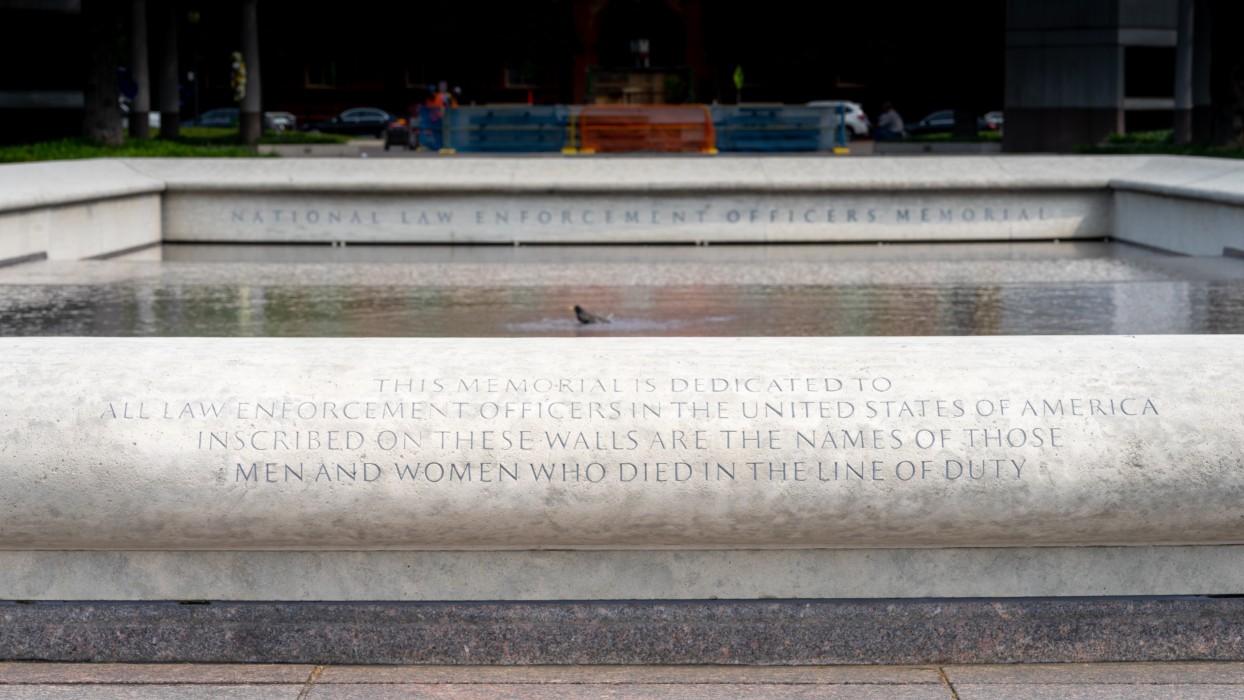 NATIONAL LAW ENFORCEMENT OFFICERS MEMORIAL
THIS MEMORIAL IS DEDICATED TO
ALL LAW ENFORCEMENT OFFICERS IN THE UNITED STATES OF AMERICA
INSCRIBED ON THESE WALLS ARE THE NAMES OF THOSE
MEN AND WOMEN WHO DIED IN THE LINE OF DUTY